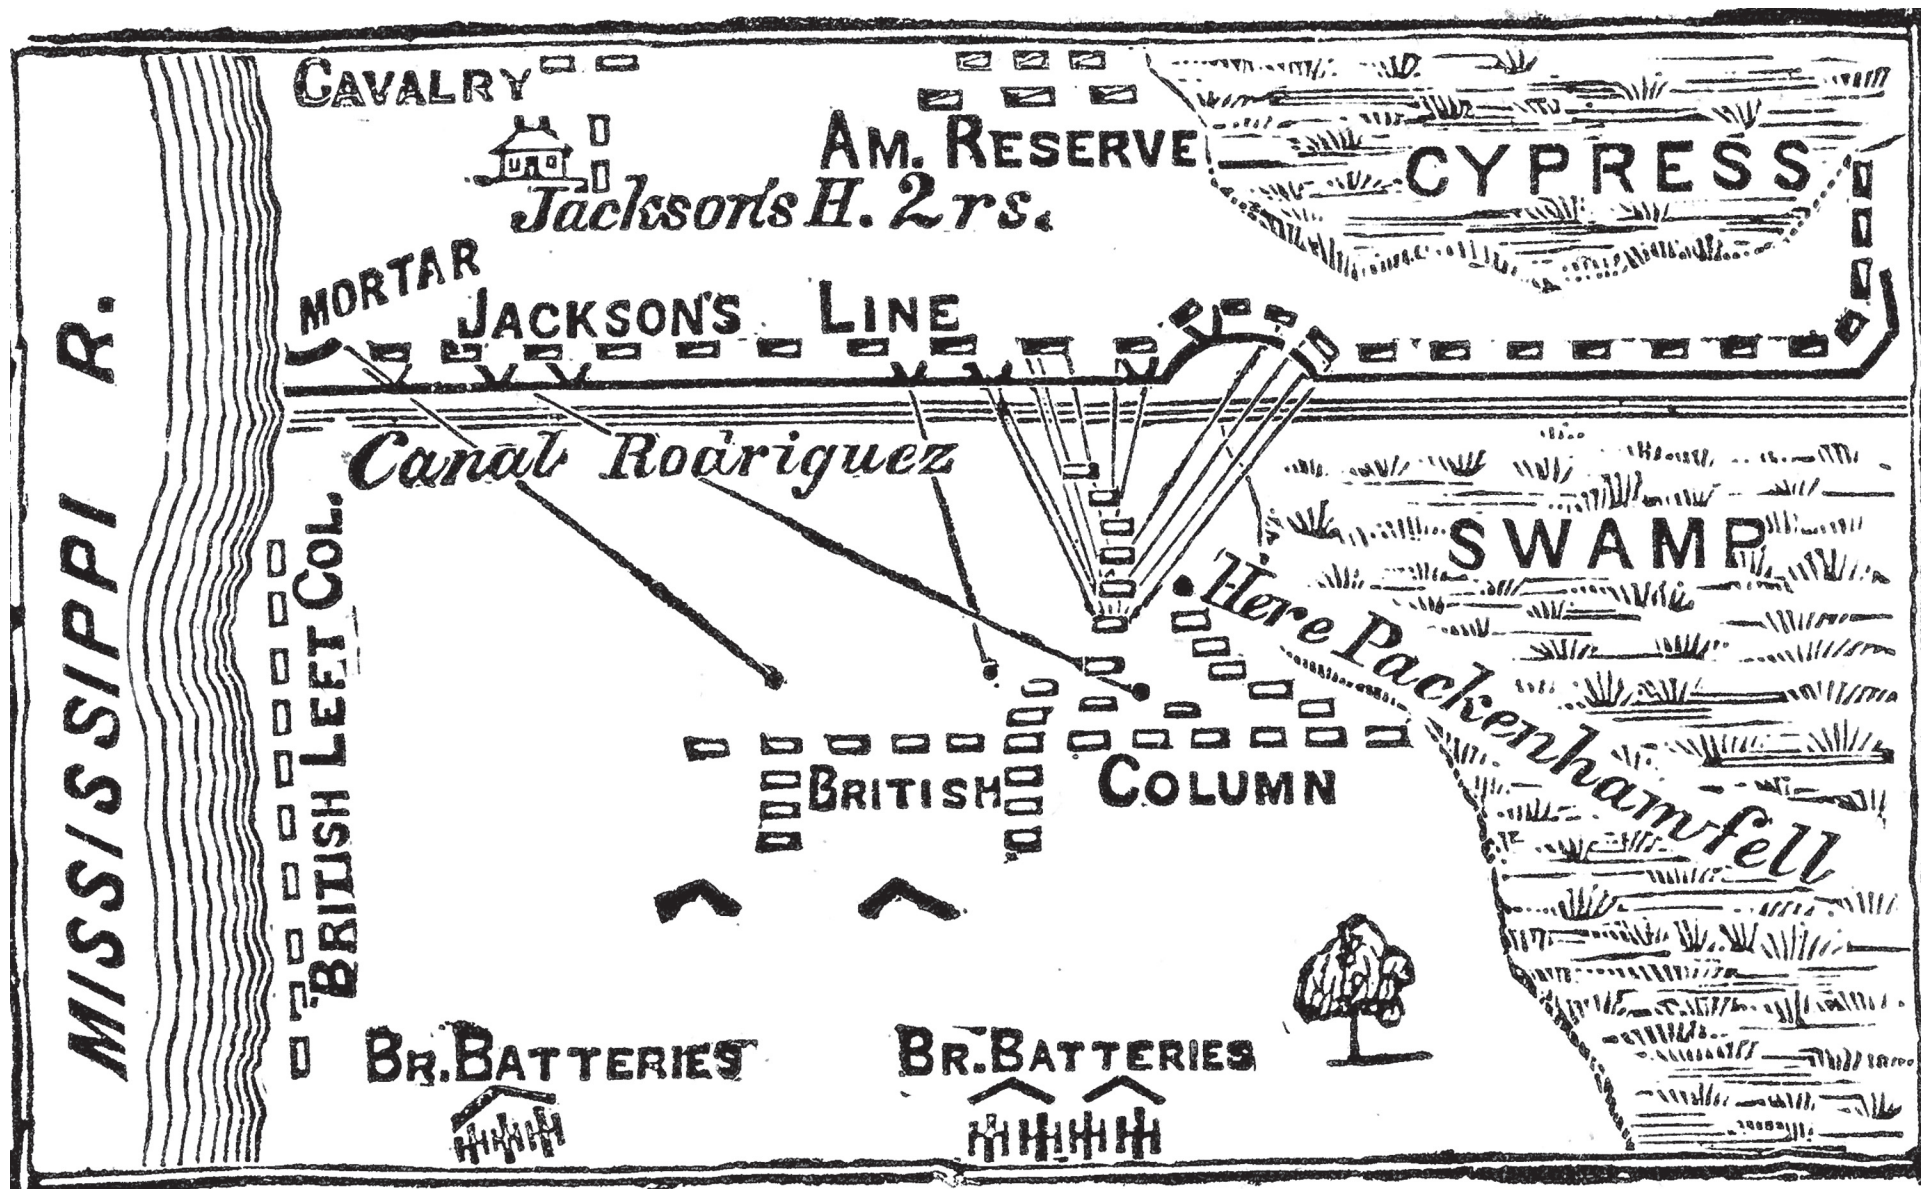 CAVALRY
AM. RESERVE
CYPRESS
Jackson's H. 2rs.
MORTAR
JACKSON'S LINE
MISSISSIPPI R.
Canal Rodriguez
SWAMP
BRITISH LEFT COL.
Here Packenham fell
BRITISH COLUMN
BR. BATTERIES
BR. BATTERIES